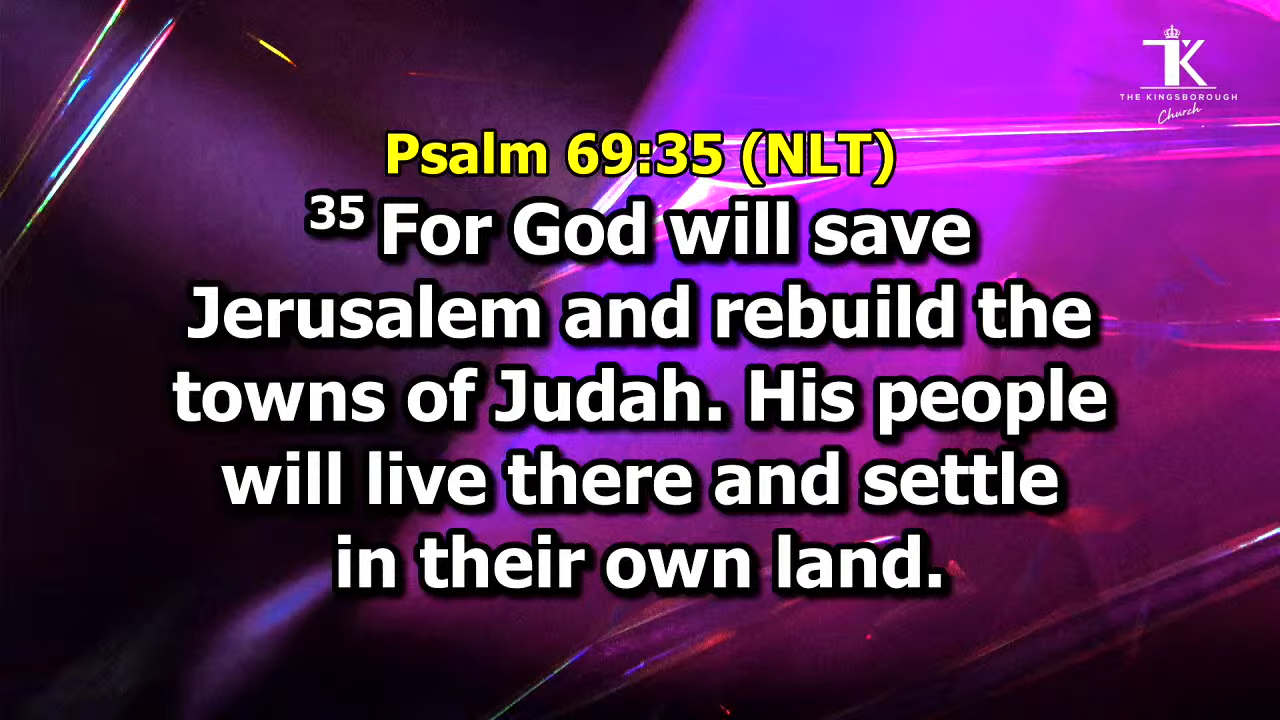 TK
THE KINGSBOROUGH
Church
Psalm 69:35 (NLT)
35 For God will save
Jerusalem and rebuild the
towns of Judah. His people
will live there and settle
in their own land.